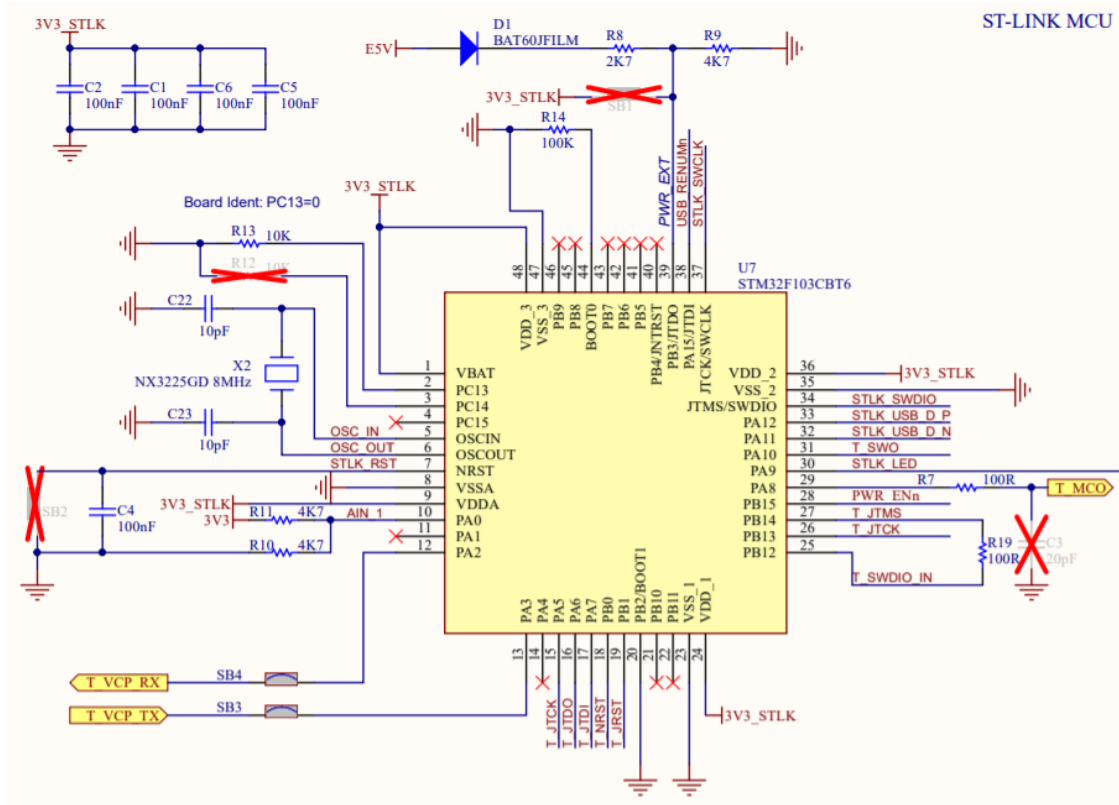 ST-LINK MCU
3V3_STLK
C2
100nF
C1
100nF
C6
100nF
C5
100nF
D1
BAT60JFILM
E5V
R8
2K7
R9
4K7
3V3_STLK
SB1
R14
100K
PWR_EXT
USB_RENUMn
STLK_SWCLK
3V3_STLK
Board Ident: PC13=0
R13
10K
R12
10K
C22
10pF
X2
NX3225GD 8MHz
C23
10pF
OSC_IN
OSC_OUT
STLK_RST
SB2
C4
100nF
3V3_STLK
3V3
R11
4K7
AIN_1
R10
4K7
U7
STM32F103CBT6
48
47
46
45
44
43
42
41
40
39
38
37
VDD_3
VSS_3
PB9
PB8
BOOT0
PB7
PB6
PB5
PB4/JNTRST
PB3/JTDO
PA15/JTDI
JTCK/SWCLK
1 VBAT
2 PC13
3 PC14
4 PC15
5 OSCIN
6 OSCOUT
7 NRST
8 VSSA
9 VDDA
10 PA0
11 PA1
12 PA2
VDD_2 36 3V3_STLK
VSS_2 35
JTMS/SWDIO 34 STLK_SWDIO
PA12 33 STLK_USB_D_P
PA11 32 STLK_USB_D_N
PA10 31 T_SWO
PA9 30 STLK_LED
PA8 29 R7 100R T_MCO
PB15 28 PWR_ENn
PB14 27 T_JTMS
PB13 26 T_JTCK
PB12 25 T_SWDIO_IN
R19
100R
C3
20pF
PA3
PA4
PA5
PA6
PA7
PB0
PB1
PB2/BOOT1
PB10
PB11
VSS_1
VDD_1
13
14
15
16
17
18
19
20
21
22
23
24
T_VCP_RX
SB4
T_VCP_TX
SB3
T_JTCK
T_JTDO
T_JTDI
T_NRST
T_JRST
3V3_STLK